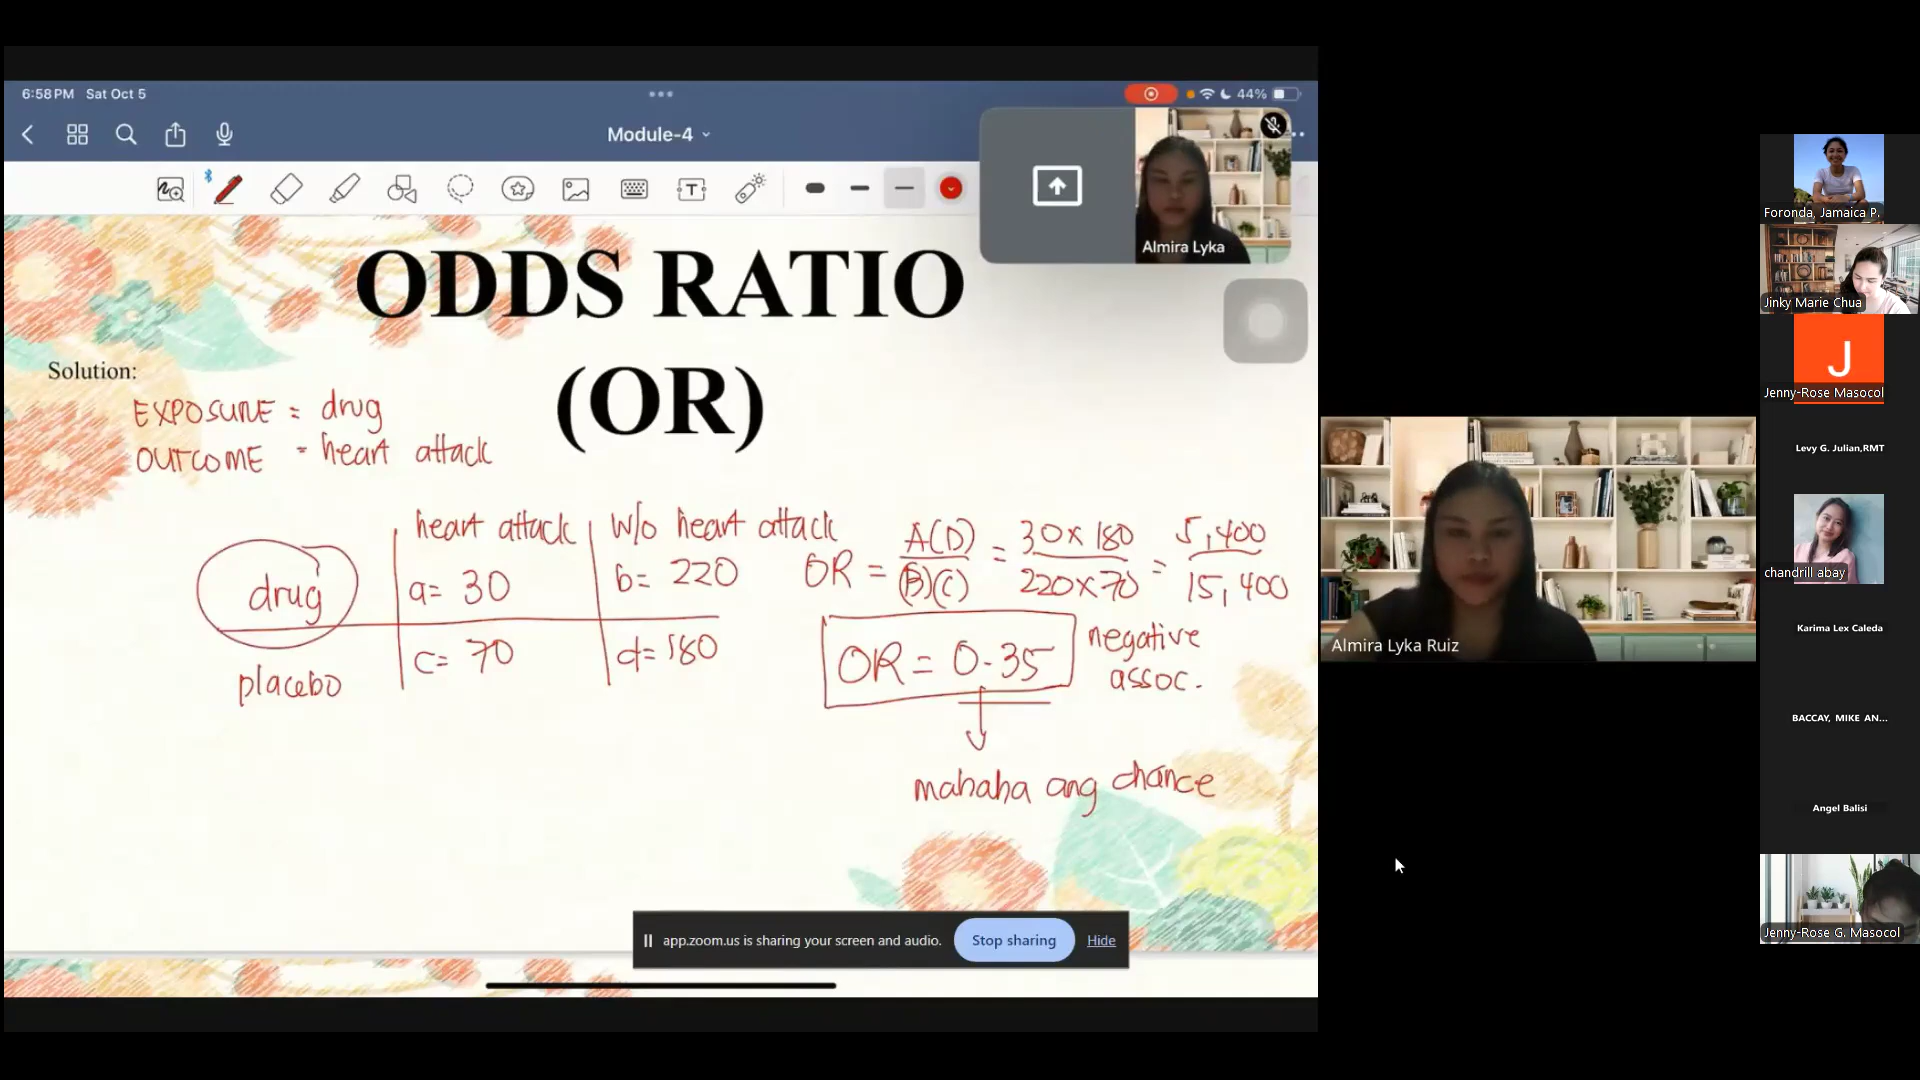 6:58 PM Sat Oct 5
44%
Module-4
Almira Lyka
ODDS RATIO
(OR)
Solution:
EXPOSURE = drug
OUTCOME - heart attack
heart attack
w/o heart attack
drug
a= 30
b= 220
placebo
c= 70
d= 180
OR = A(D) / (B)(C) = 30x180 / 220x70 = 5,400 / 15,400
OR = 0.35
negative
assoc.
mababa ang chance
app.zoom.us is sharing your screen and audio.
Stop sharing
Hide
Almira Lyka Ruiz
Foronda, Jamaica P.
Jinky Marie Chua
J
Jenny-Rose Masocol
Levy G. Julian,RMT
chandrill abay
Karima Lex Caleda
BACCAY, MIKE AN...
Angel Balisi
Jenny-Rose G. Masocol